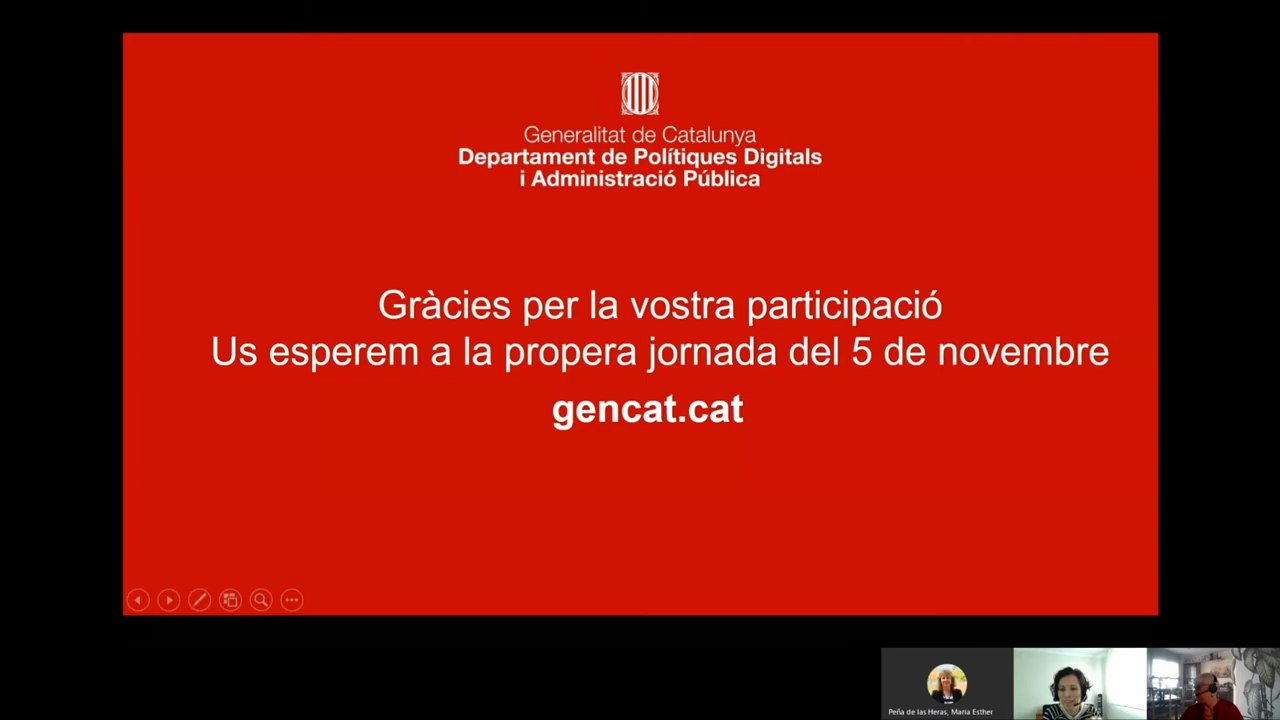 Generalitat de Catalunya
Departament de Polítiques Digitals
i Administració Pública
Gràcies per la vostra participació
Us esperem a la propera jornada del 5 de novembre
gencat.cat
Peña de las Heras, Maria Esther